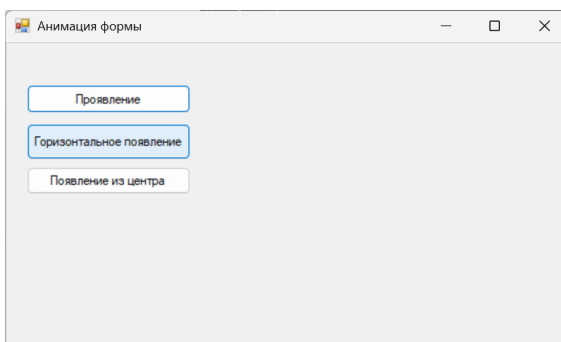 Анимация формы
Проявление
Горизонтальное появление
Появление из центра